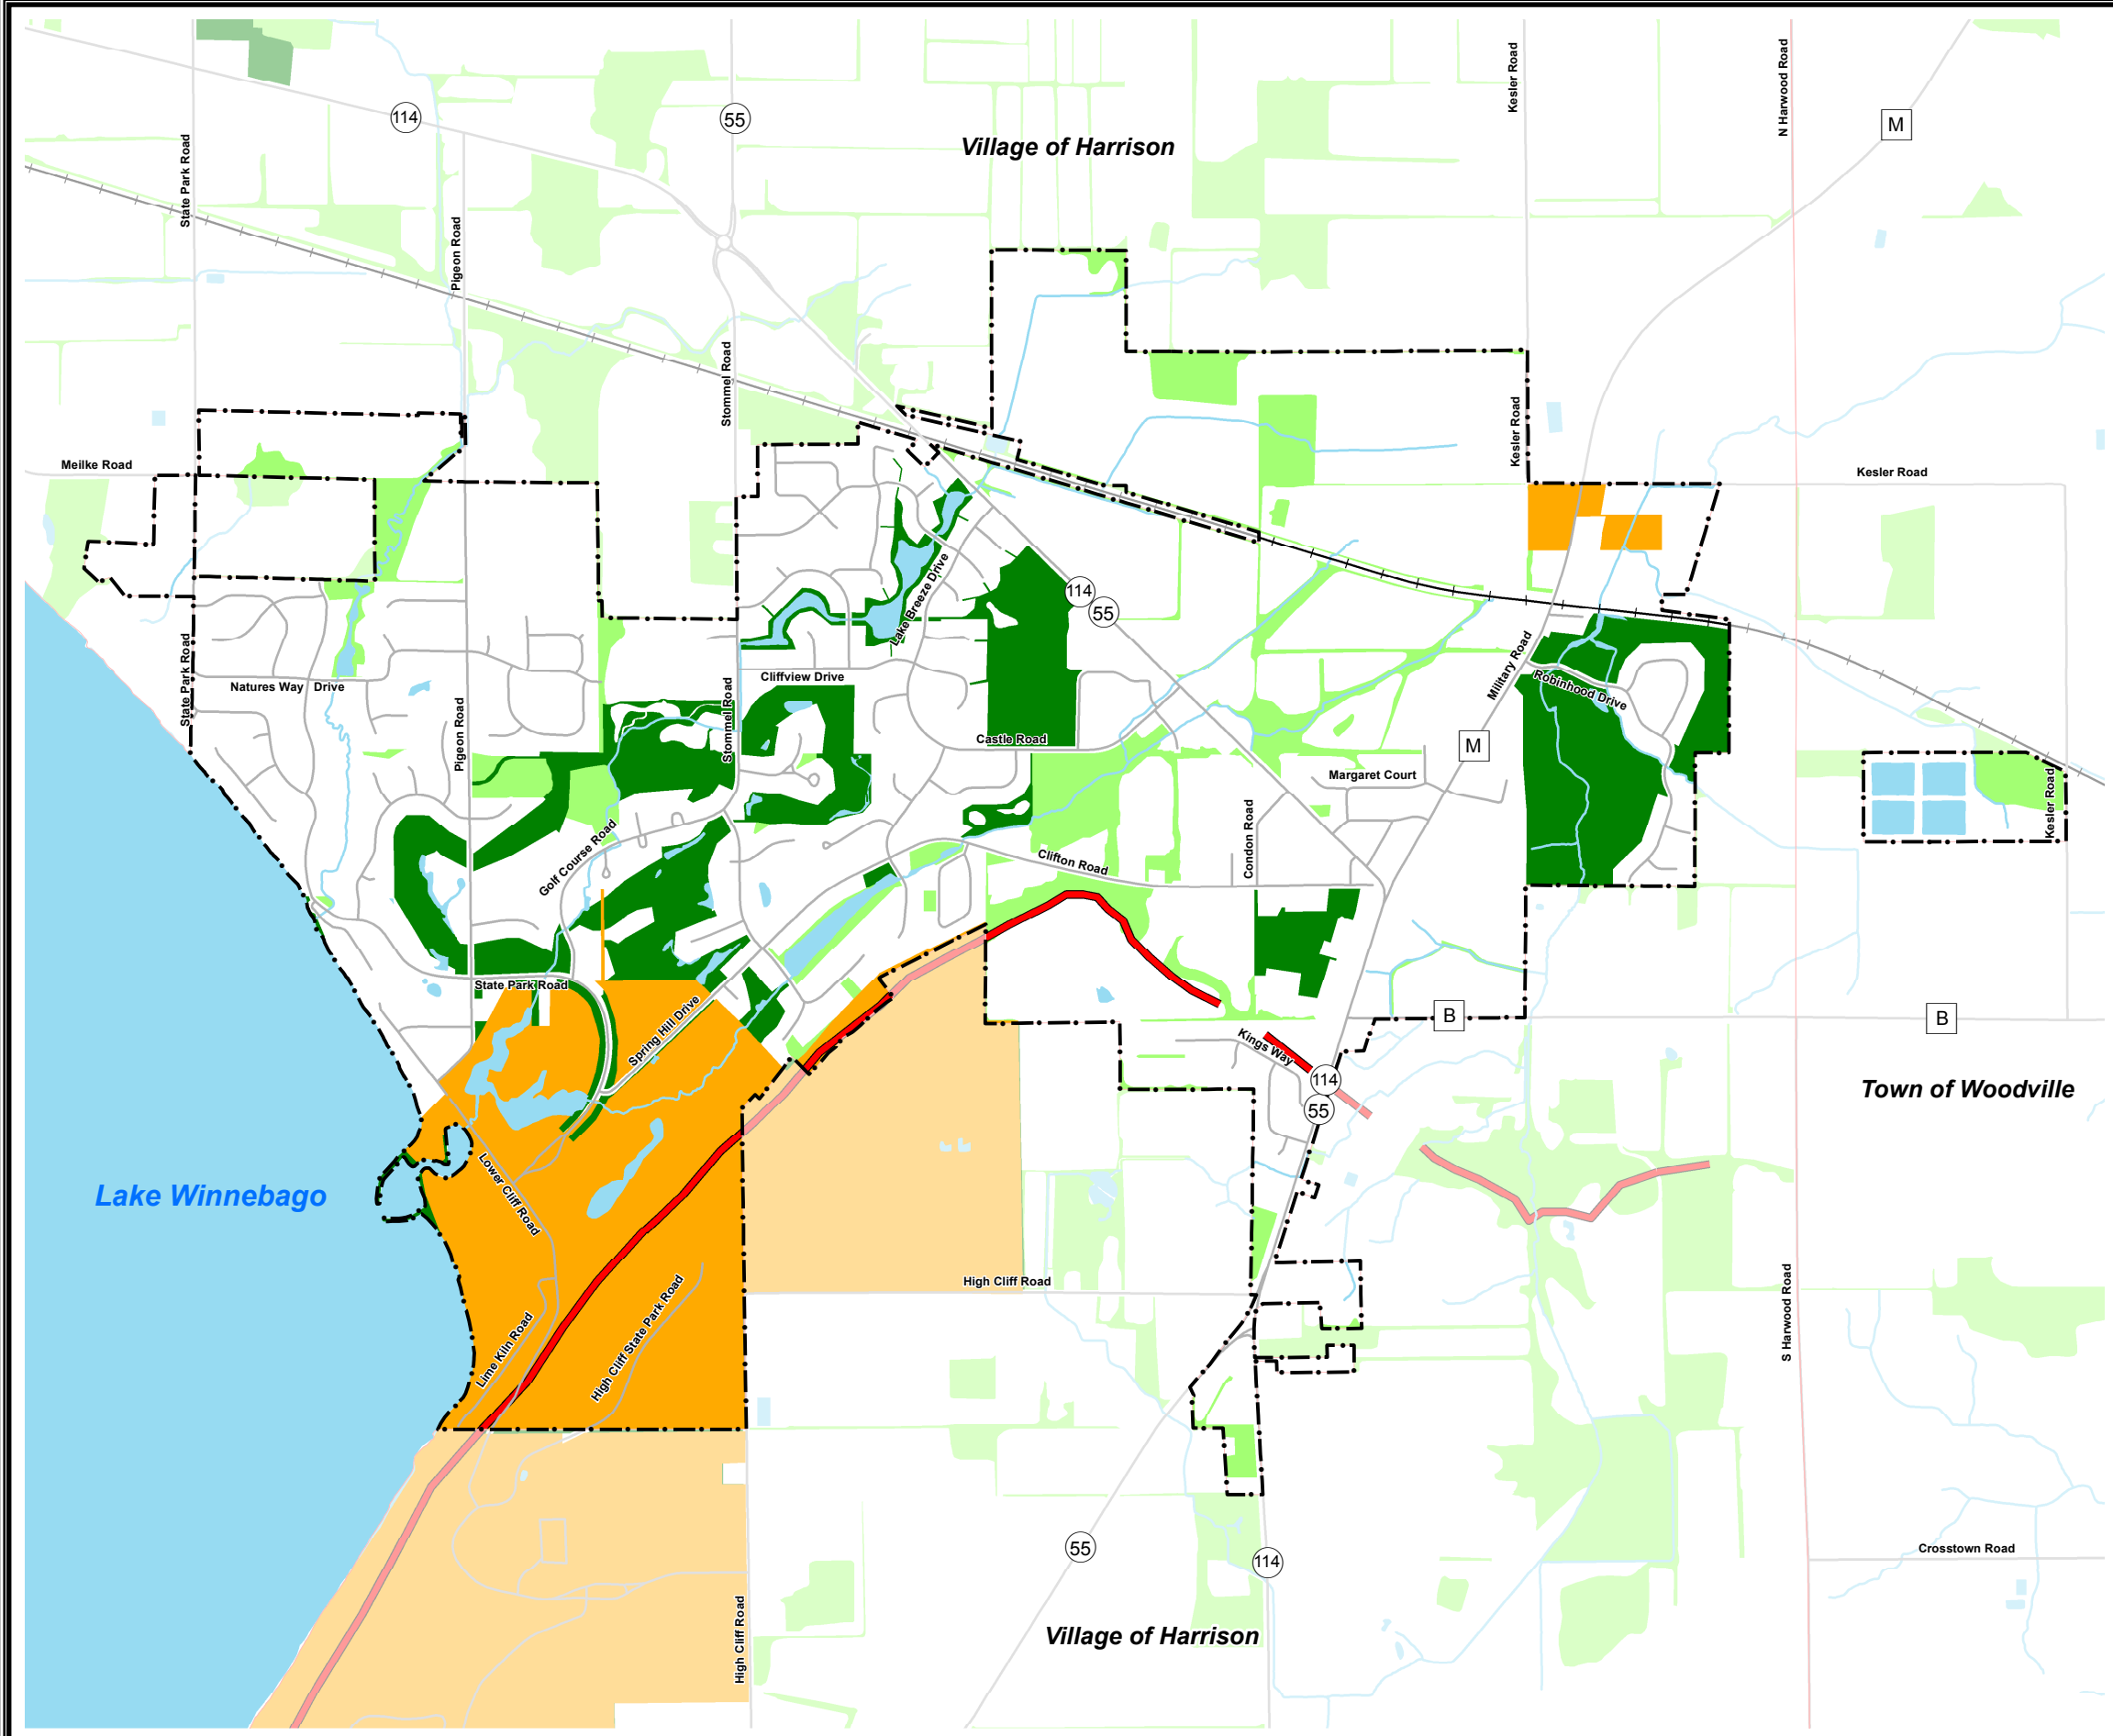 Kesler Road
N Harwood Road
114
55
M
State Park Road
Village of Harrison
Pigeon Road
Stommel Road
Kesler Road
Meilke Road
Kesler Road
Lake Breeze Drive
114
55
Military Road
State Park Road
Natures Way Drive
Cliffview Drive
Robinhood Drive
Pigeon Road
Stommel Road
Castle Road
M
Margaret Court
Kesler Road
Golf Course Road
Condon Road
Clifton Road
State Park Road
Spring Hill Drive
B
B
Kings Way
114
55
Town of Woodville
Lake Winnebago
Lower Cliff Road
High Cliff Road
S Harwood Road
Lime Kiln Road
High Cliff State Park Road
55
114
Crosstown Road
High Cliff Road
Village of Harrison